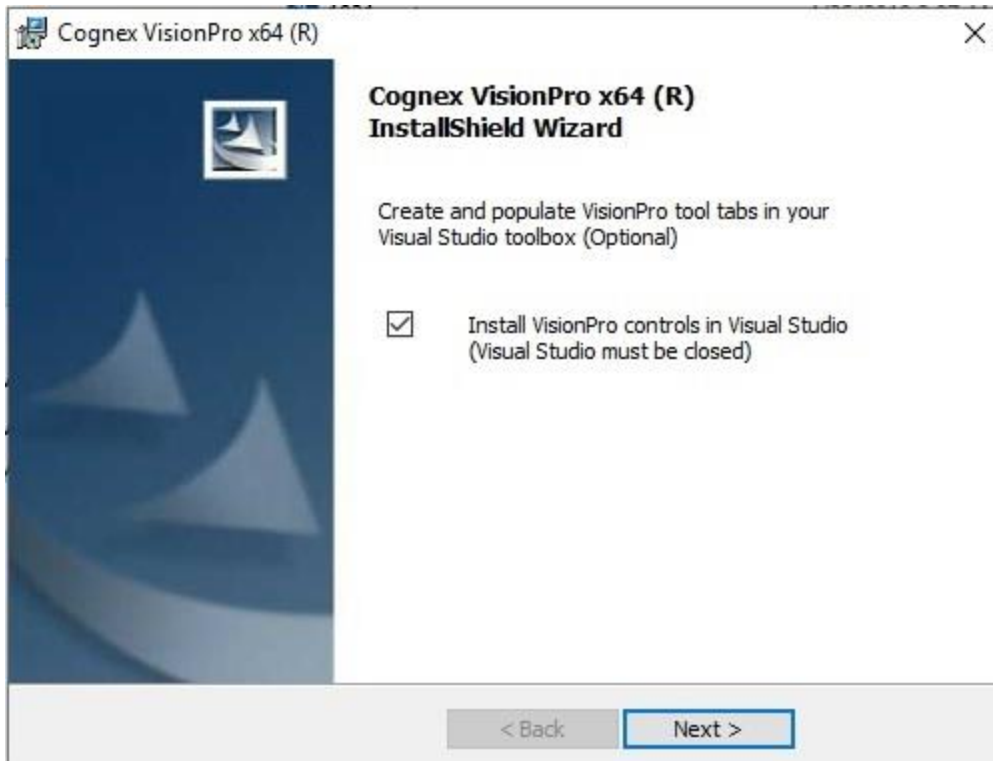 Cognex VisionPro x64 (R)
Cognex VisionPro x64 (R)
InstallShield Wizard
Create and populate VisionPro tool tabs in your
Visual Studio toolbox (Optional)
Install VisionPro controls in Visual Studio
(Visual Studio must be closed)
< Back
Next >